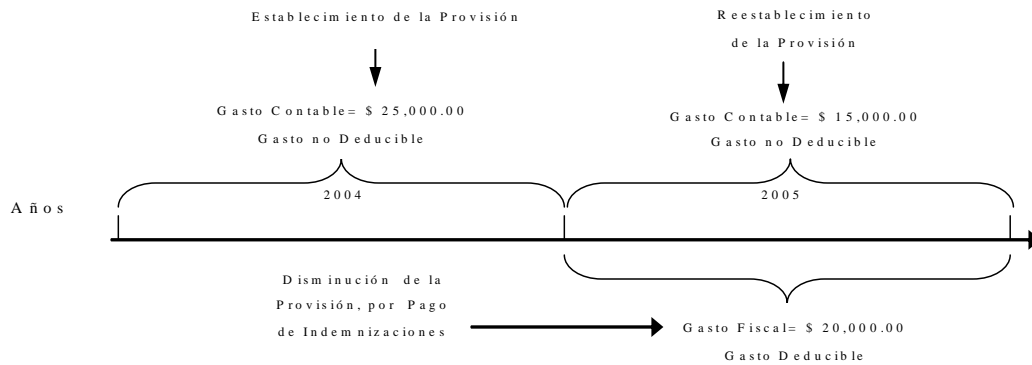 Establecimiento de la Provisión
Reestablecimiento
de la Provisión
Gasto Contable= $ 25,000.00
Gasto no Deducible
Gasto Contable= $ 15,000.00
Gasto no Deducible
2004
2005
Años
Disminución de la
Provisión, por Pago
de Indemnizaciones
Gasto Fiscal= $ 20,000.00
Gasto Deducible